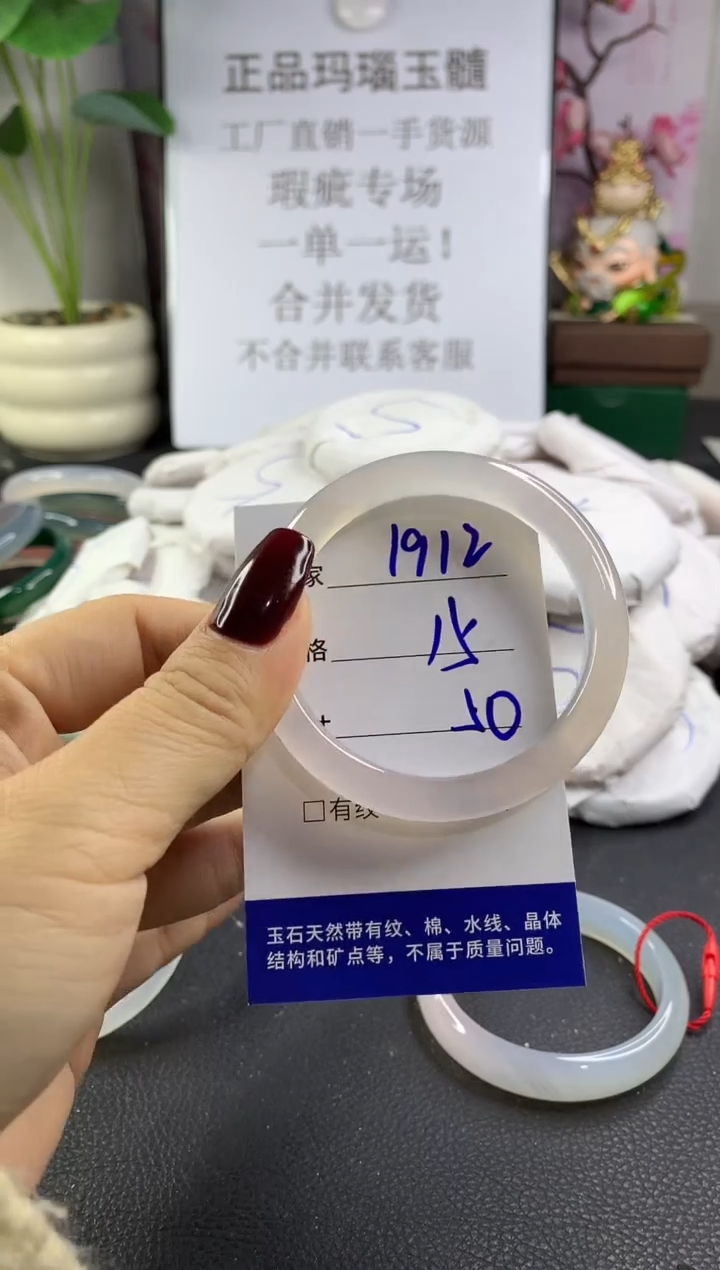 正品玛瑙玉髓
工厂直销一手货源
瑕疵专场
一单一运！
合并发货
不合并联系客服
家 1912
格 15
50
□有纹
玉石天然带有纹、棉、水线、晶体
结构和矿点等，不属于质量问题。